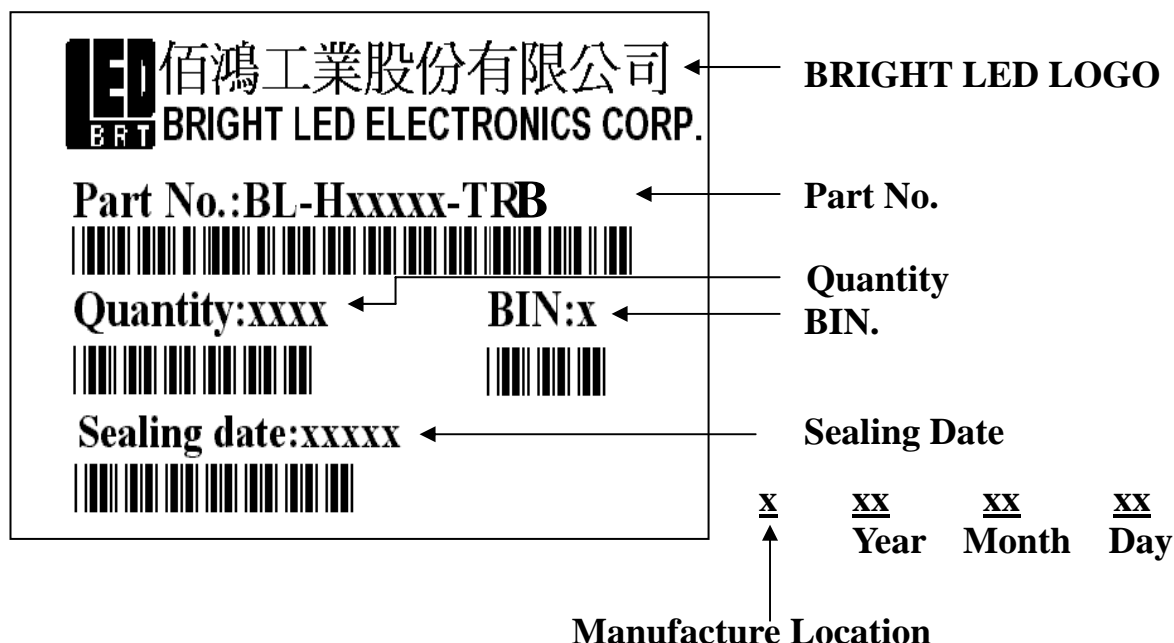 LED
BRT
佰鴻工業股份有限公司
BRIGHT LED ELECTRONICS CORP.
BRIGHT LED LOGO
Part No.:BL-Hxxxxx-TRB
Part No.
Quantity:xxxx
BIN:x
Quantity
BIN.
Sealing date:xxxxx
Sealing Date
x xx xx xx
Year Month Day
Manufacture Location